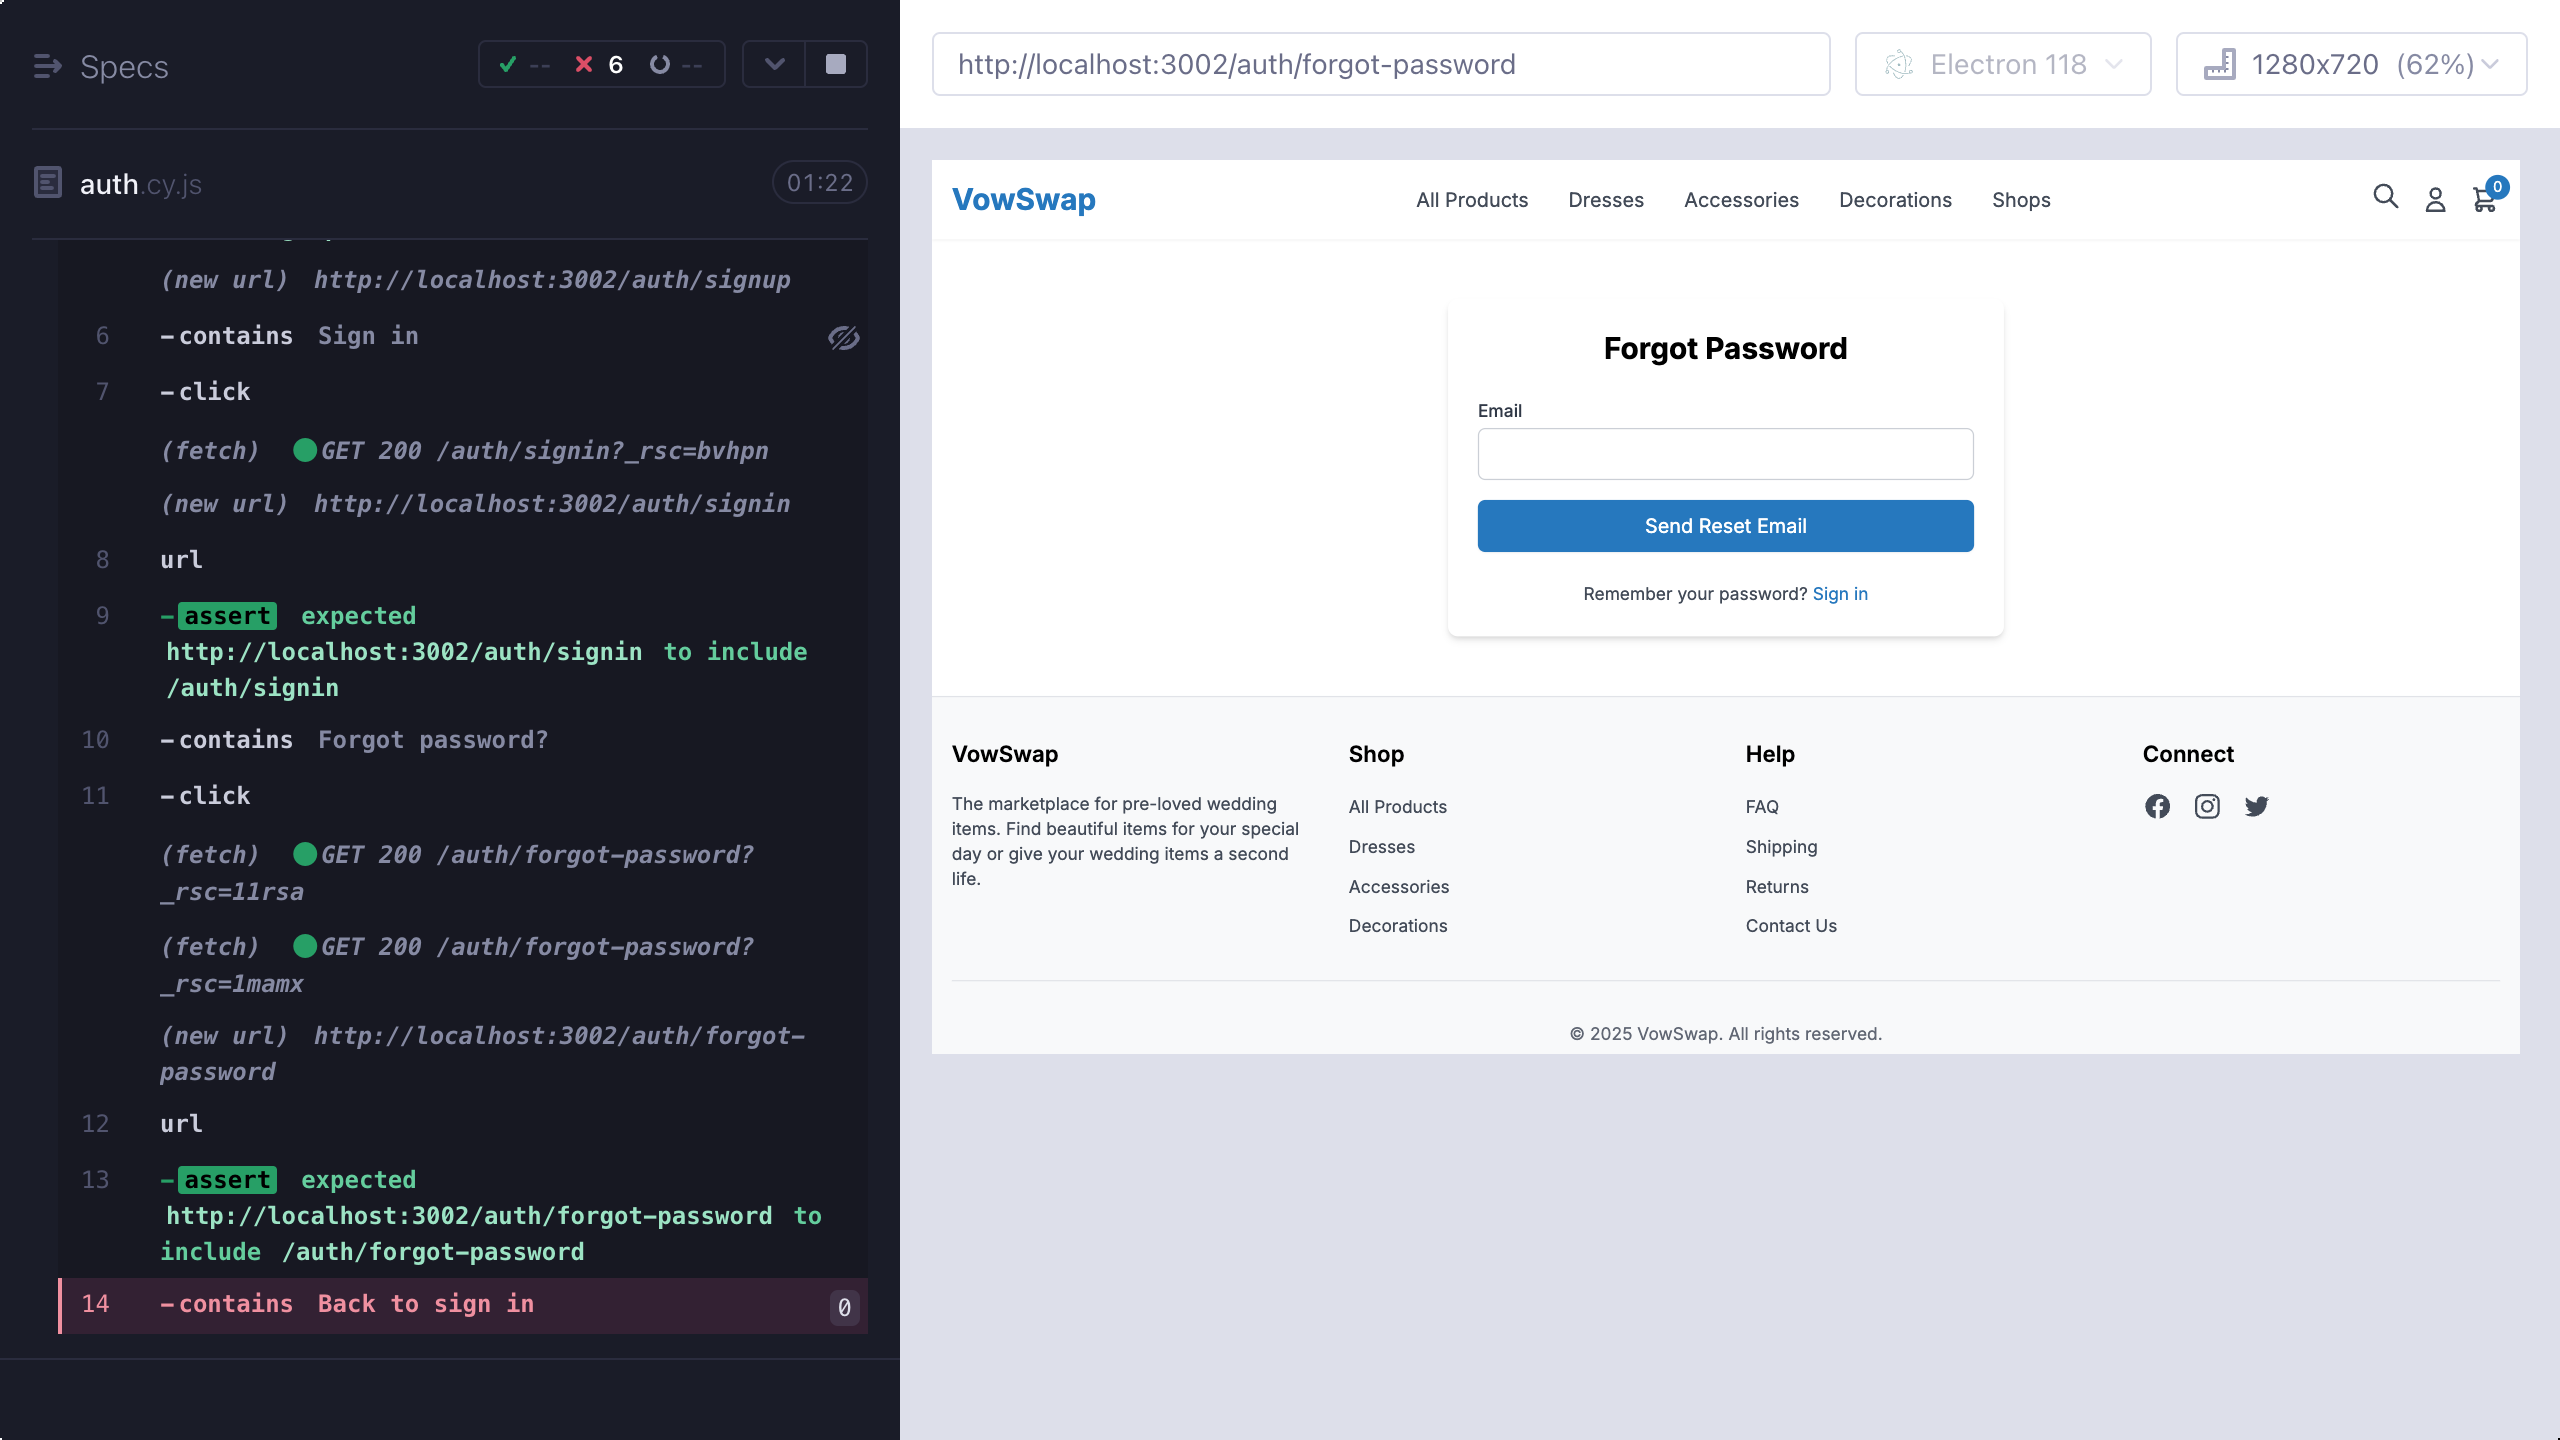 Specs
-- 6 --
http://localhost:3002/auth/forgot-password
Electron 118
1280x720 (62%)
auth.cy.js
01:22
(new url) http://localhost:3002/auth/signup
6 -contains Sign in
7 -click
(fetch) GET 200 /auth/signin?_rsc=bvhpn
(new url) http://localhost:3002/auth/signin
8 url
9 -assert expected
http://localhost:3002/auth/signin to include
/auth/signin
10 -contains Forgot password?
11 -click
(fetch) GET 200 /auth/forgot-password?
_rsc=11rsa
(fetch) GET 200 /auth/forgot-password?
_rsc=1mamx
(new url) http://localhost:3002/auth/forgot-
password
12 url
13 -assert expected
http://localhost:3002/auth/forgot-password to
include /auth/forgot-password
14 -contains Back to sign in 0
VowSwap
All Products Dresses Accessories Decorations Shops
0
Forgot Password
Email
Send Reset Email
Remember your password? Sign in
VowSwap
The marketplace for pre-loved wedding
items. Find beautiful items for your special
day or give your wedding items a second
life.
Shop
All Products
Dresses
Accessories
Decorations
Help
FAQ
Shipping
Returns
Contact Us
Connect
© 2025 VowSwap. All rights reserved.